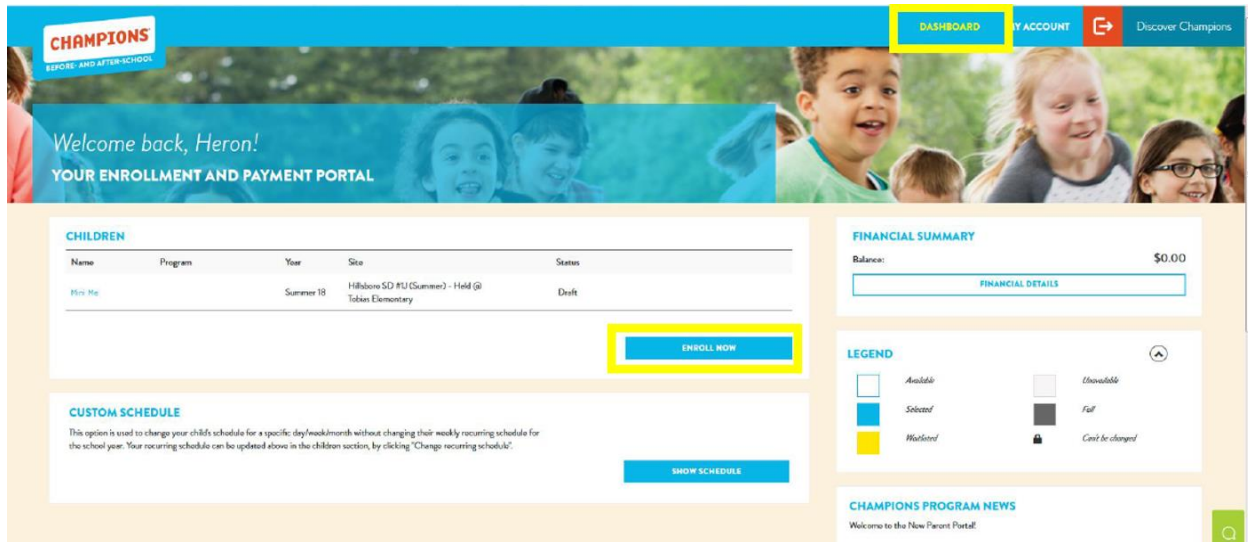 CHAMPIONS
BEFORE- AND AFTER-SCHOOL
DASHBOARD
MY ACCOUNT
Discover Champions
Welcome back, Heron!
YOUR ENROLLMENT AND PAYMENT PORTAL
CHILDREN
Name Program Year Site Status
Mini Me Summer 18 Hillsboro SD #1J (Summer) - Held @ Draft
Tobias Elementary
ENROLL NOW
CUSTOM SCHEDULE
This option is used to change your child's schedule for a specific day/week/month without changing their weekly recurring schedule for
the school year. Your recurring schedule can be updated above in the children section, by clicking "Change recurring schedule".
SHOW SCHEDULE
FINANCIAL SUMMARY
Balance: $0.00
FINANCIAL DETAILS
LEGEND
Available Unavailable
Selected Full
Waitlisted Can't be changed
CHAMPIONS PROGRAM NEWS
Welcome to the New Parent Portal!